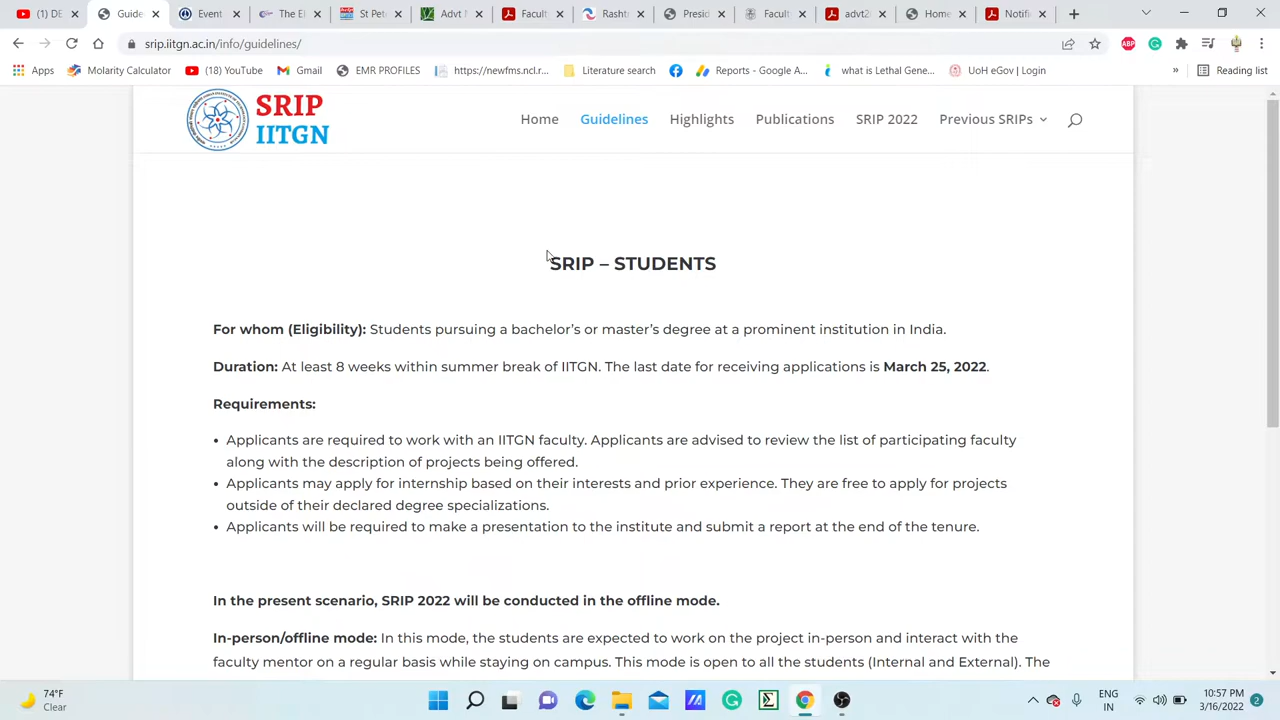 (1) DE
Guide
Event
The E
St Pete
Advt N
Facult
Rashtr
Presid
Facult
advt2
Hom
Notifi
srip.iitgn.ac.in/info/guidelines/
Apps
Molarity Calculator
(18) YouTube
Gmail
EMR PROFILES
https://newfms.ncl.r...
Literature search
Reports - Google A...
what is Lethal Gene...
UoH eGov | Login
»
Reading list
SRIP
IITGN
Home
Guidelines
Highlights
Publications
SRIP 2022
Previous SRIPs
SRIP – STUDENTS
For whom (Eligibility): Students pursuing a bachelor's or master's degree at a prominent institution in India.
Duration: At least 8 weeks within summer break of IITGN. The last date for receiving applications is March 25, 2022.
Requirements:
• Applicants are required to work with an IITGN faculty. Applicants are advised to review the list of participating faculty
along with the description of projects being offered.
• Applicants may apply for internship based on their interests and prior experience. They are free to apply for projects
outside of their declared degree specializations.
• Applicants will be required to make a presentation to the institute and submit a report at the end of the tenure.
In the present scenario, SRIP 2022 will be conducted in the offline mode.
In-person/offline mode: In this mode, the students are expected to work on the project in-person and interact with the
faculty mentor on a regular basis while staying on campus. This mode is open to all the students (Internal and External). The
74°F
Clear
ENG
IN
10:57 PM
3/16/2022
2